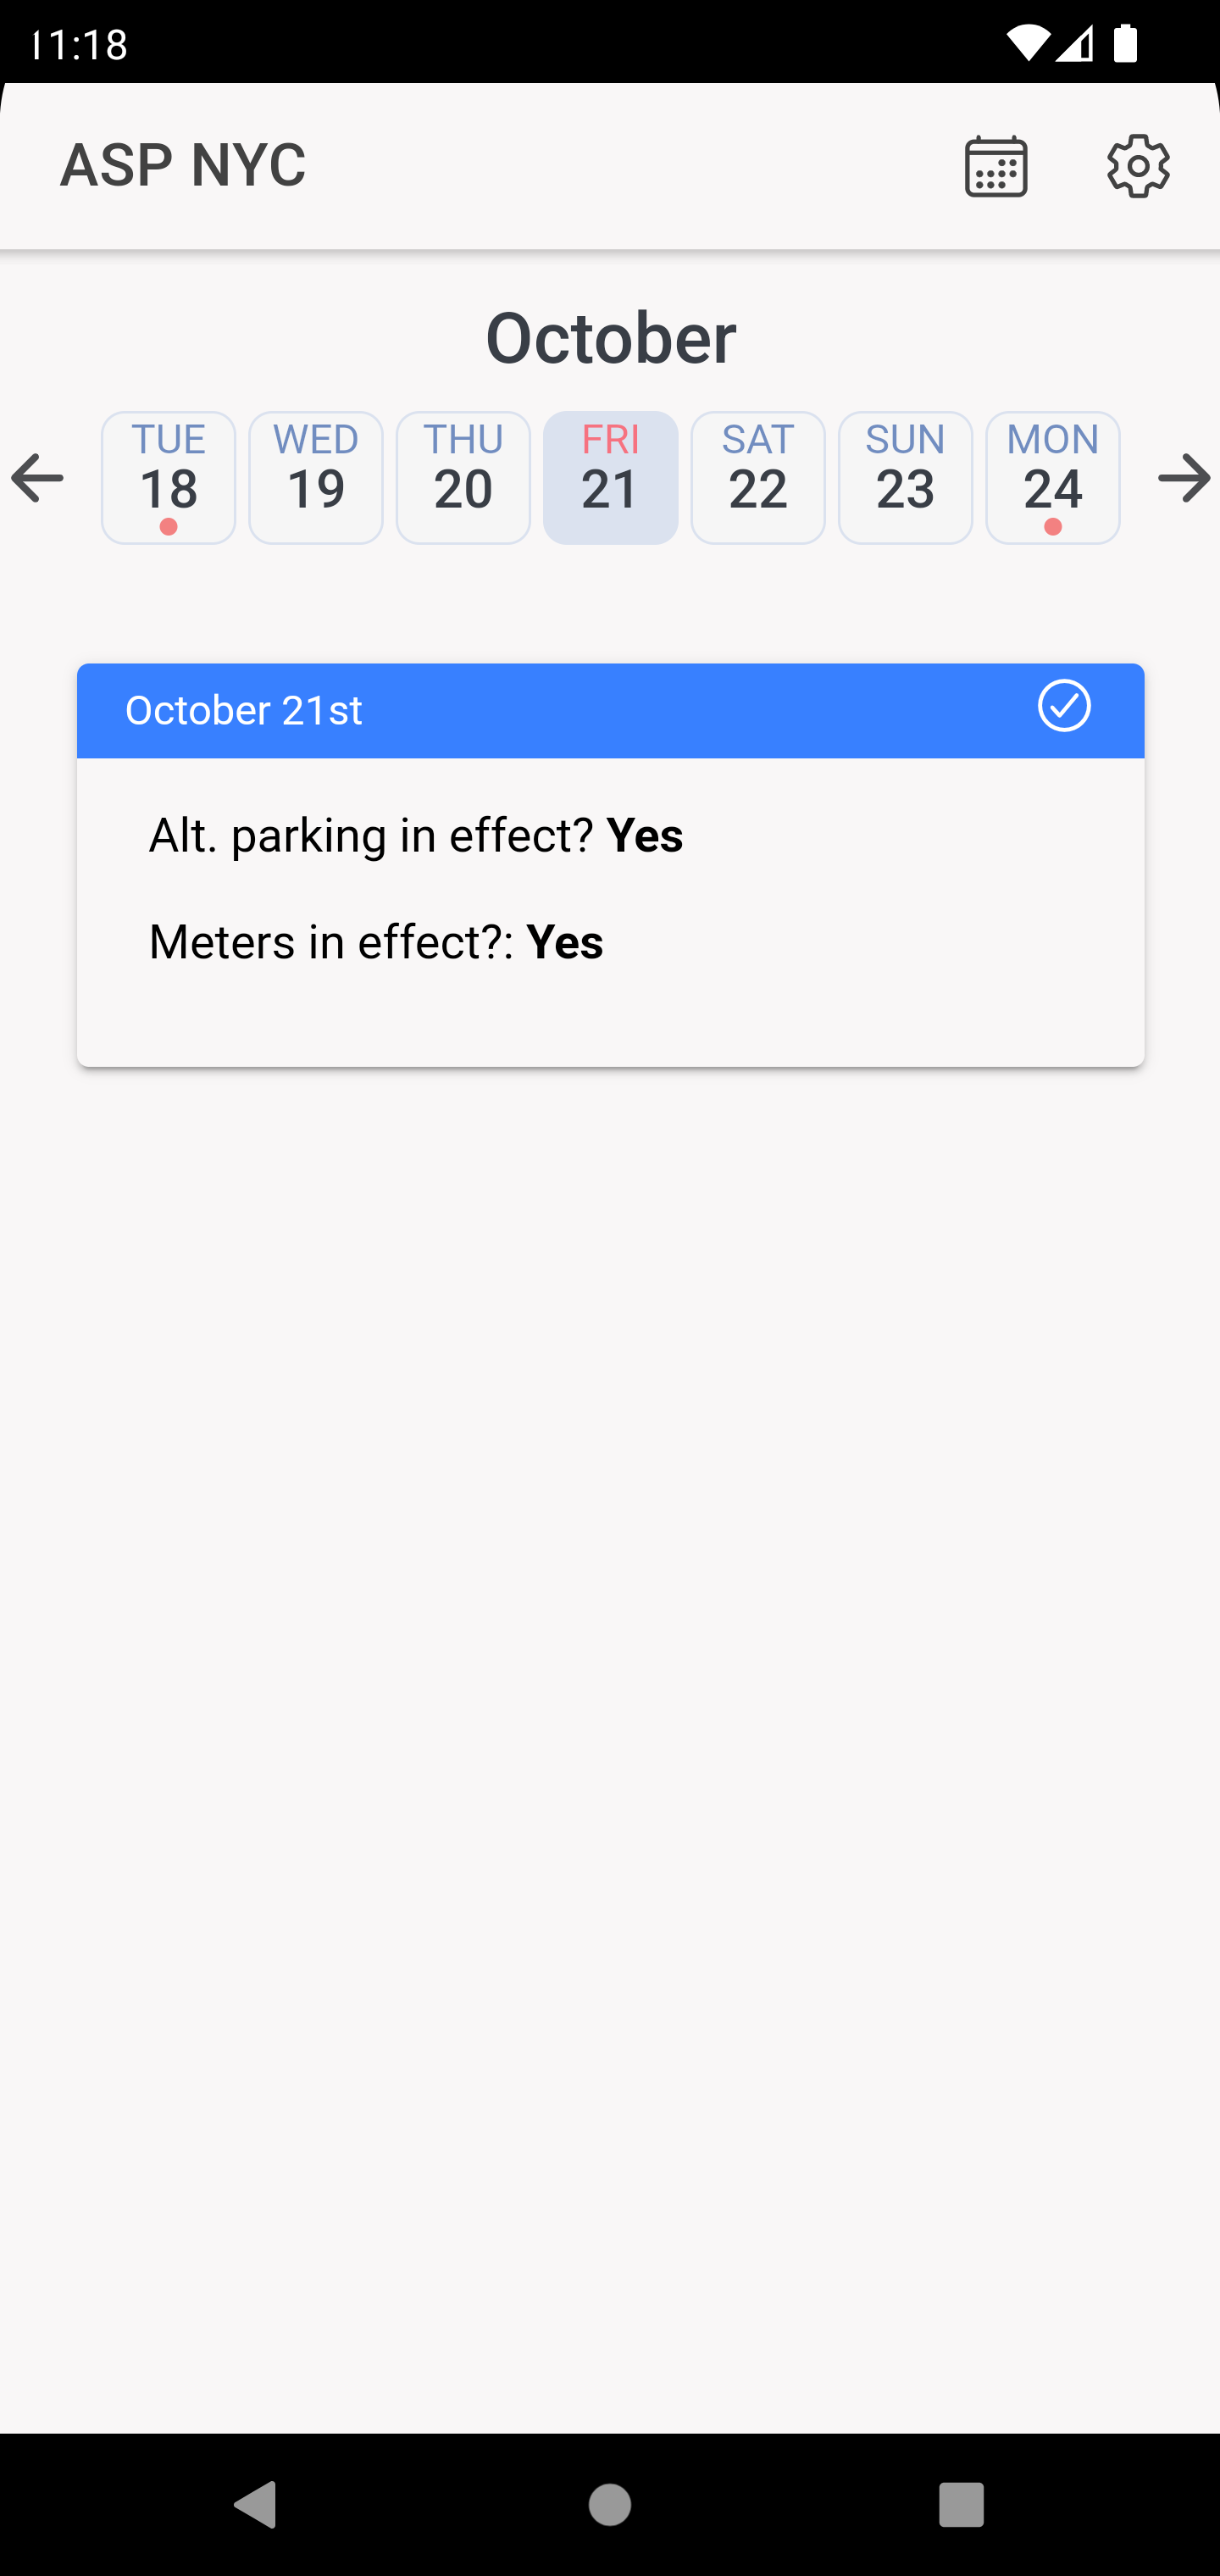 11:18
ASP NYC
October
TUE WED THU FRI SAT SUN MON
18 19 20 21 22 23 24
October 21st
Alt. parking in effect? Yes
Meters in effect?: Yes